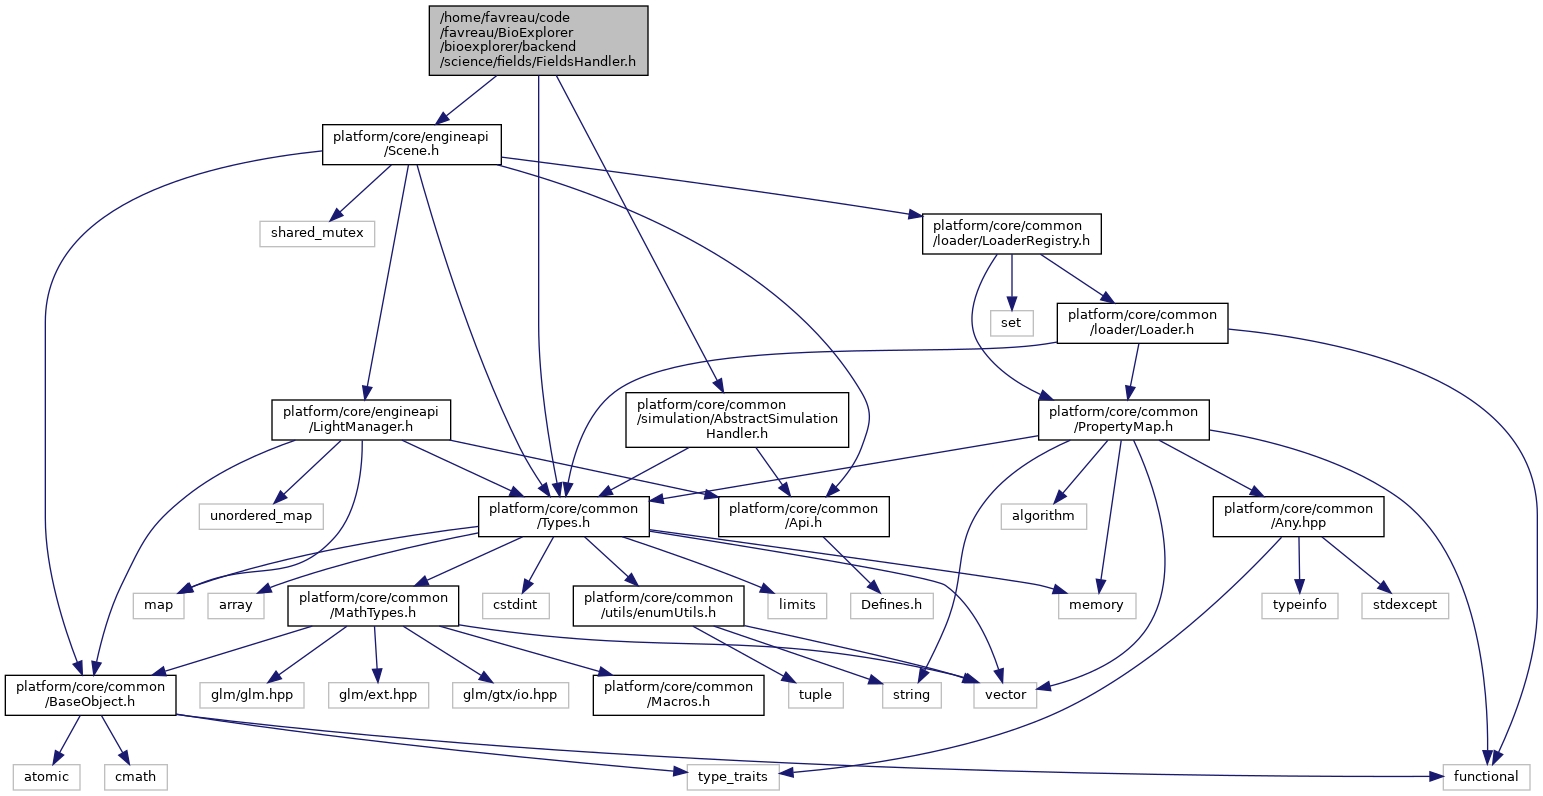 /home/favreau/code
/favreau/BioExplorer
/bioexplorer/backend
/science/fields/FieldsHandler.h
platform/core/engineapi
/Scene.h
shared_mutex
platform/core/common
/loader/LoaderRegistry.h
set
platform/core/common
/loader/Loader.h
platform/core/engineapi
/LightManager.h
platform/core/common
/simulation/AbstractSimulation
Handler.h
platform/core/common
/PropertyMap.h
unordered_map
platform/core/common
/Types.h
platform/core/common
/Api.h
algorithm
platform/core/common
/Any.hpp
map
array
platform/core/common
/MathTypes.h
cstdint
platform/core/common
/utils/enumUtils.h
limits
Defines.h
memory
typeinfo
stdexcept
platform/core/common
/BaseObject.h
glm/glm.hpp
glm/ext.hpp
glm/gtx/io.hpp
platform/core/common
/Macros.h
tuple
string
vector
atomic
cmath
type_traits
functional